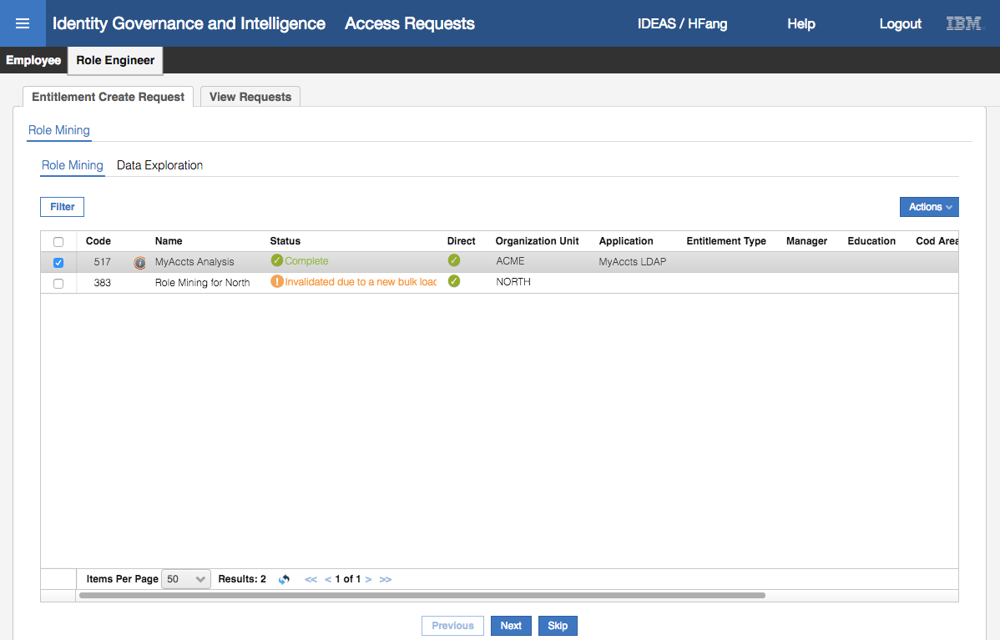 Identity Governance and Intelligence Access Requests IDEAS / HFang Help Logout IBM
Employee Role Engineer
Entitlement Create Request View Requests
Role Mining
Role Mining Data Exploration
Filter Actions
Code Name Status Direct Organization Unit Application Entitlement Type Manager Education Cod Area
517 MyAccts Analysis Complete ACME MyAccts LDAP
383 Role Mining for North Invalidated due to a new bulk load NORTH
Items Per Page 50 Results: 2 << < 1 of 1 > >>
Previous Next Skip